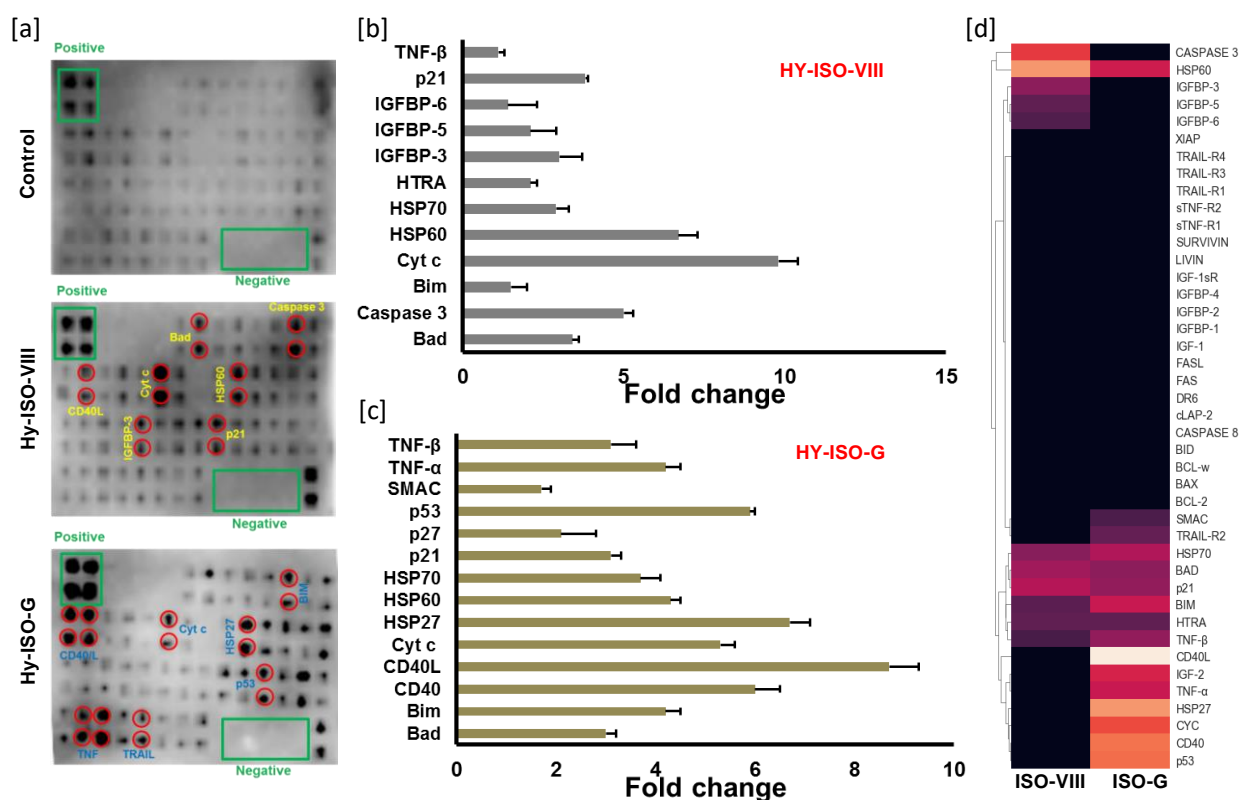 [a]
Control
Positive
Negative
Hy-ISO-VIII
Positive
Caspase 3
Bad
Cyt c
HSP60
CD40L
IGFBP-3
p21
Negative
Hy-ISO-G
Positive
BIM
Cyt c
HSP27
CD40/L
p53
TNF
TRAIL
Negative
[b]
HY-ISO-VIII
TNF-β
p21
IGFBP-6
IGFBP-5
IGFBP-3
HTRA
HSP70
HSP60
Cyt c
Bim
Caspase 3
Bad
0 5 10 15
Fold change
[c]
HY-ISO-G
TNF-β
TNF-α
SMAC
p53
p27
p21
HSP70
HSP60
HSP27
Cyt c
CD40L
CD40
Bim
Bad
0 2 4 6 8 10
Fold change
[d]
CASPASE 3
HSP60
IGFBP-3
IGFBP-5
IGFBP-6
XIAP
TRAIL-R4
TRAIL-R3
TRAIL-R1
sTNF-R2
sTNF-R1
SURVIVIN
LIVIN
IGF-1sR
IGFBP-4
IGFBP-2
IGFBP-1
IGF-1
FASL
FAS
DR6
cLAP-2
CASPASE 8
BID
BCL-w
BAX
BCL-2
SMAC
TRAIL-R2
HSP70
BAD
p21
BIM
HTRA
TNF-β
CD40L
IGF-2
TNF-α
HSP27
CYC
CD40
p53
ISO-VIII ISO-G